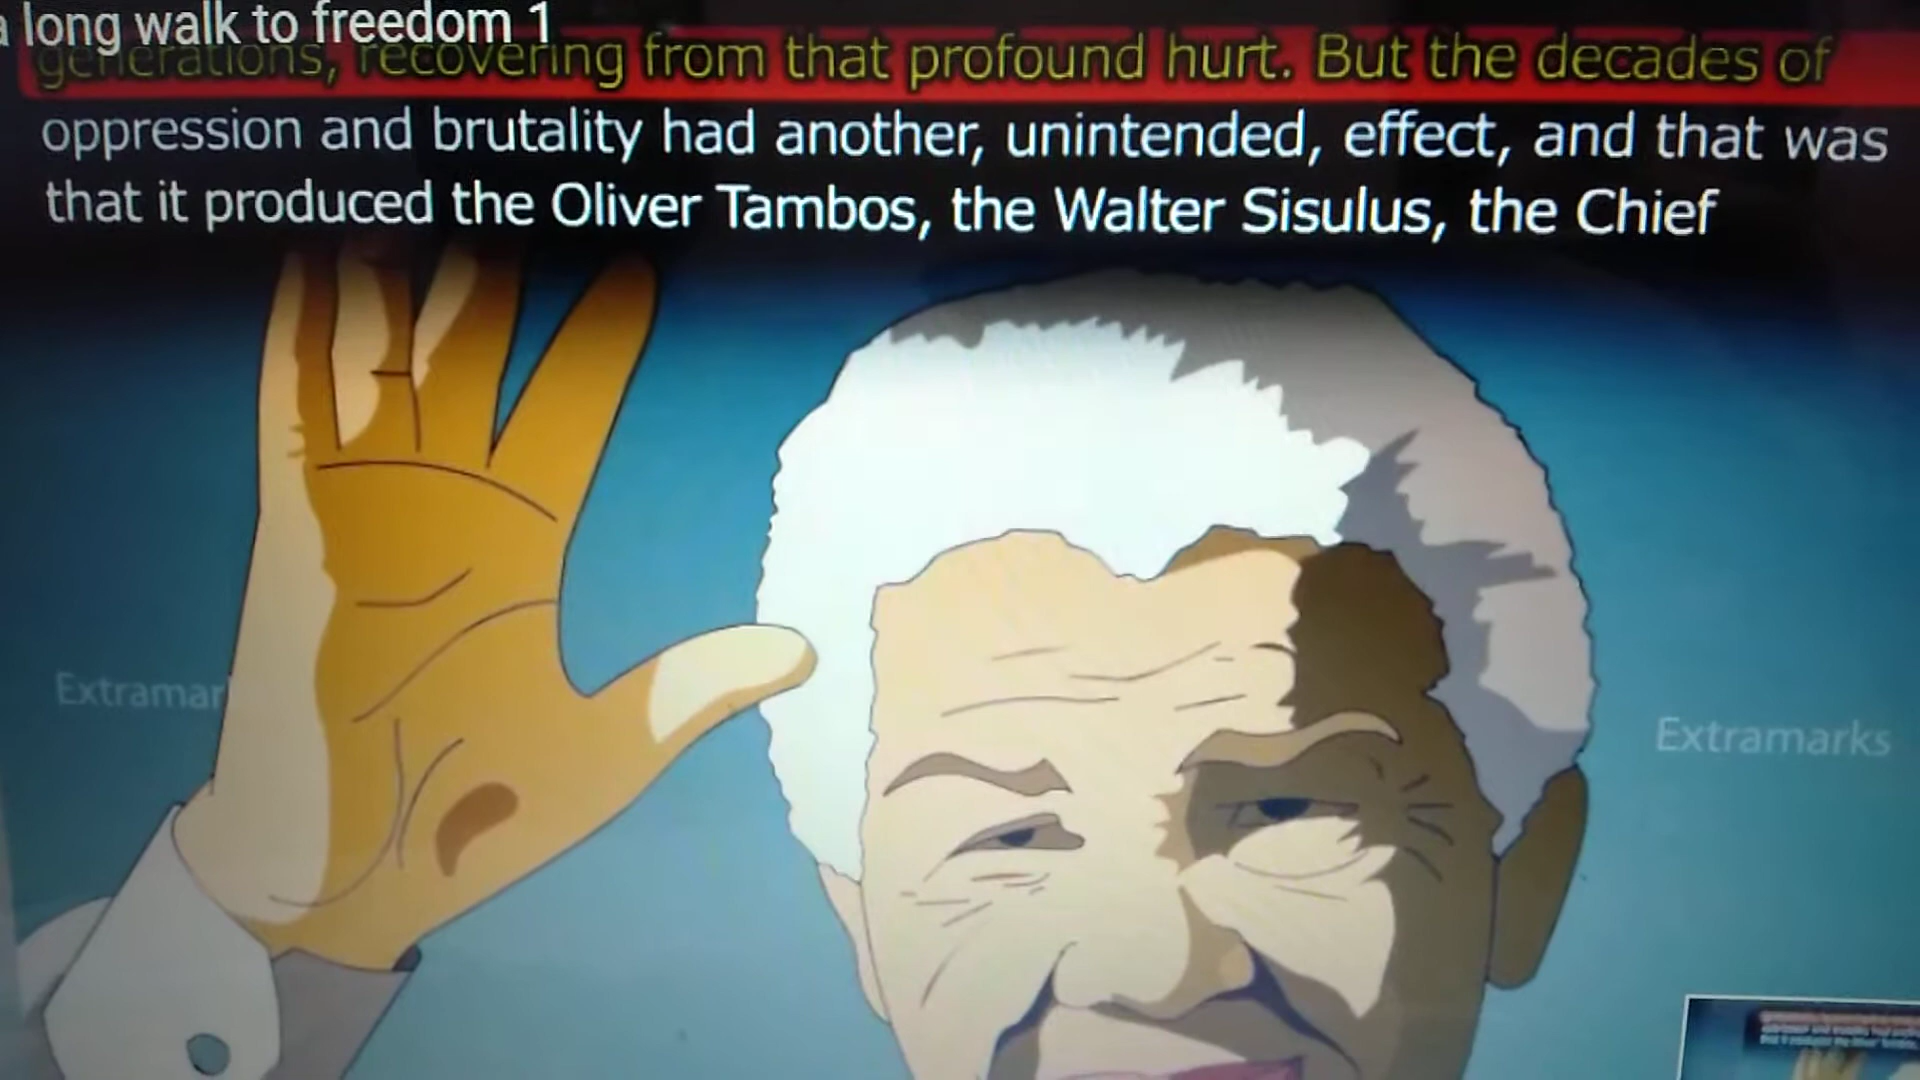 a long walk to freedom 1
generations, recovering from that profound hurt. But the decades of
oppression and brutality had another, unintended, effect, and that was
that it produced the Oliver Tambos, the Walter Sisulus, the Chief
Extramar
Extramarks